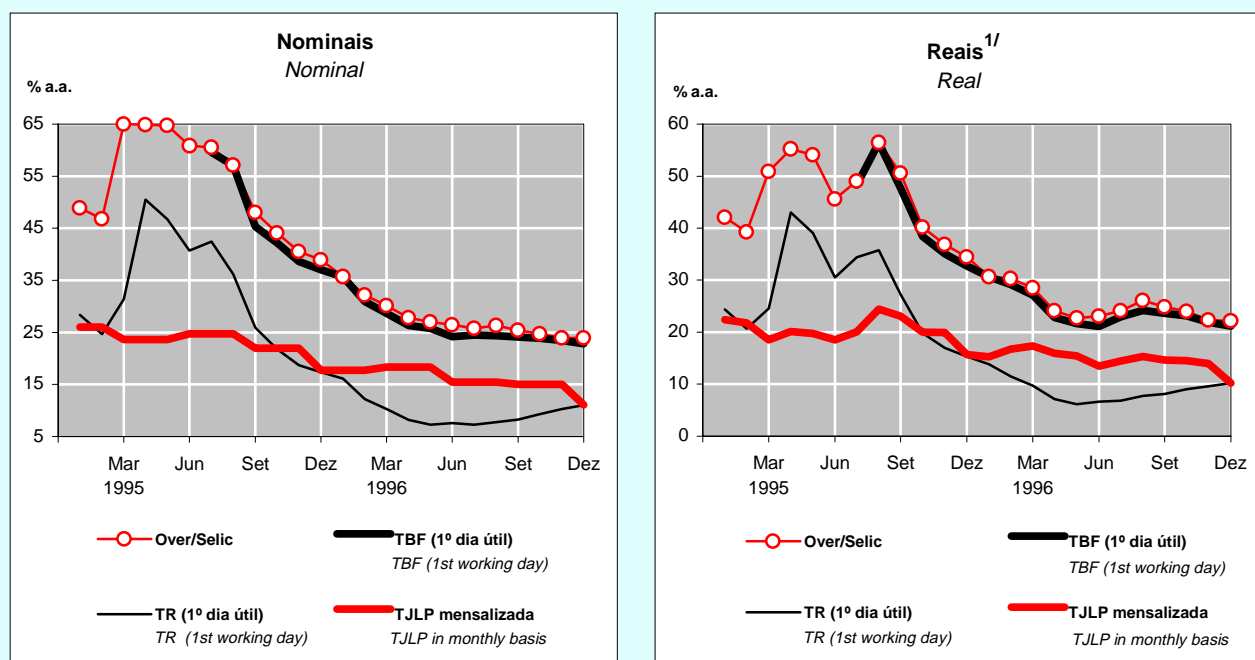 Nominais
Nominal
% a.a.
65
55
45
35
25
15
5
Mar Jun Set Dez Mar Jun Set Dez
1995 1996
Over/Selic
TBF (1º dia útil)
TBF (1st working day)
TR (1º dia útil)
TR (1st working day)
TJLP mensalizada
TJLP in monthly basis
Reais1/
Real
% a.a.
60
50
40
30
20
10
0
Mar Jun Set Dez Mar Jun Set Dez
1995 1996
Over/Selic
TBF (1º dia útil)
TBF (1st working day)
TR (1º dia útil)
TR (1st working day)
TJLP mensalizada
TJLP in monthly basis